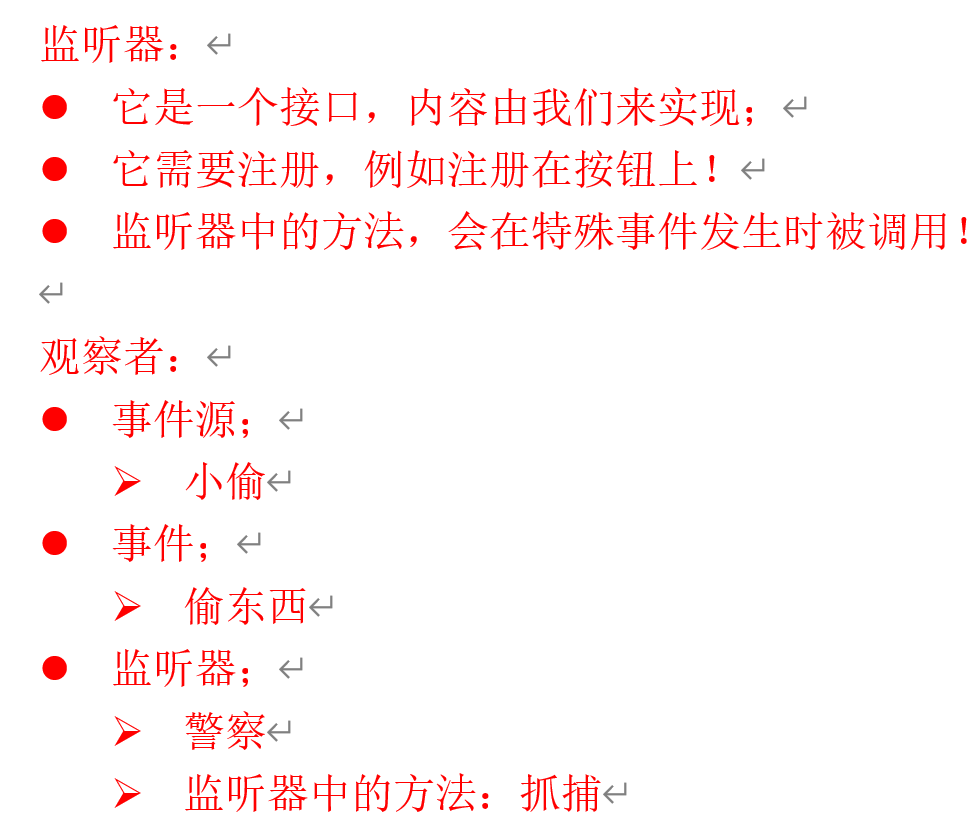 监听器：
● 它是一个接口，内容由我们来实现；
● 它需要注册，例如注册在按钮上！
● 监听器中的方法，会在特殊事件发生时被调用！
观察者：
● 事件源；
➢ 小偷
● 事件；
➢ 偷东西
● 监听器；
➢ 警察
➢ 监听器中的方法：抓捕